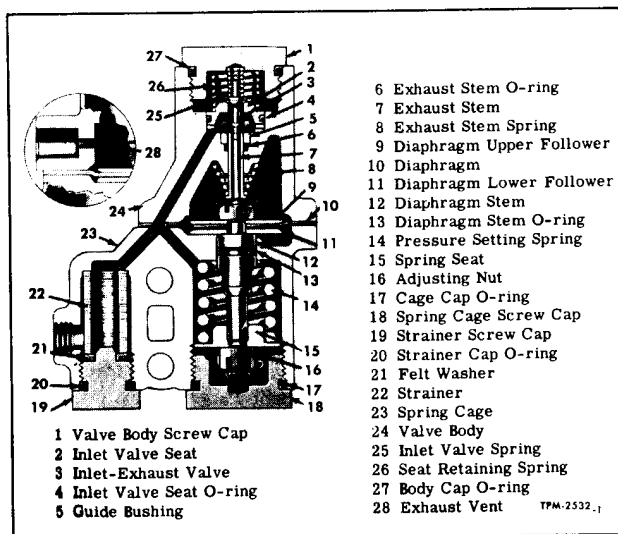 27
1
26
2
3
25
4
5
6
7
28
8
9
24
10
23
11
12
13
22
14
21
15
16
20
17
19
18
1 Valve Body Screw Cap
2 Inlet Valve Seat
3 Inlet-Exhaust Valve
4 Inlet Valve Seat O-ring
5 Guide Bushing
6 Exhaust Stem O-ring
7 Exhaust Stem
8 Exhaust Stem Spring
9 Diaphragm Upper Follower
10 Diaphragm
11 Diaphragm Lower Follower
12 Diaphragm Stem
13 Diaphragm Stem O-ring
14 Pressure Setting Spring
15 Spring Seat
16 Adjusting Nut
17 Cage Cap O-ring
18 Spring Cage Screw Cap
19 Strainer Screw Cap
20 Strainer Cap O-ring
21 Felt Washer
22 Strainer
23 Spring Cage
24 Valve Body
25 Inlet Valve Spring
26 Seat Retaining Spring
27 Body Cap O-ring
28 Exhaust Vent TPM-2532-1